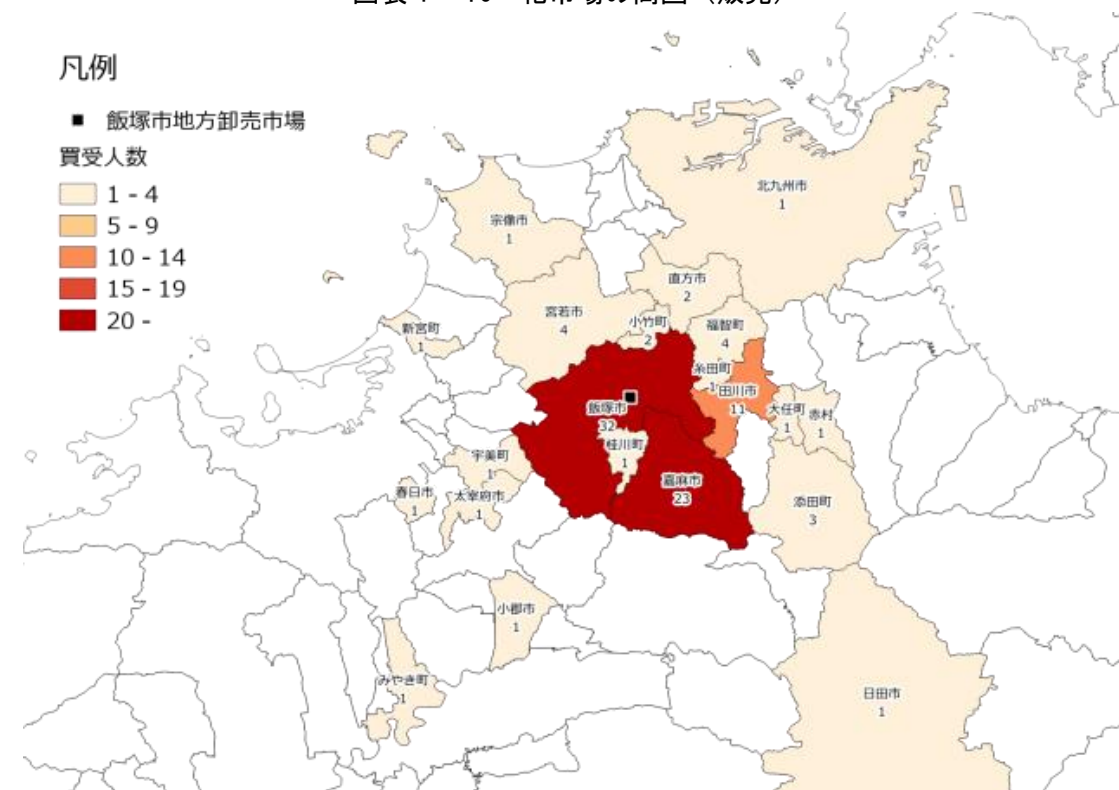 凡例
飯塚市地方卸売市場
買受人数
1 - 4
5 - 9
10 - 14
15 - 19
20 -
北九州市
1
宗像市
1
直方市
2
宮若市
4
小竹町
2
福智町
4
新宮町
1
糸田町
1
田川市
11
大任町
1
赤村
1
飯塚市
32
桂川町
1
宇美町
1
嘉麻市
23
春日市
1
太宰府市
1
添田町
3
小郡市
1
みやき町
1
日田市
1